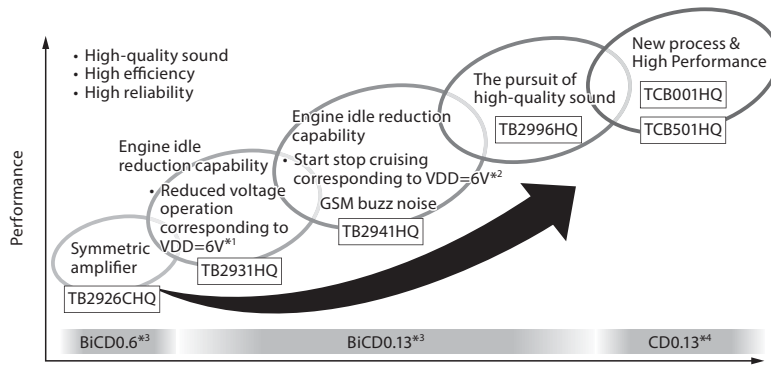 • High-quality sound
• High efficiency
• High reliability
Performance
Symmetric
amplifier
TB2926CHQ
Engine idle
reduction capability
• Reduced voltage
operation
corresponding to
VDD=6V*1
TB2931HQ
Engine idle reduction
capability
• Start stop cruising
corresponding to VDD=6V*2
GSM buzz noise
TB2941HQ
The pursuit of
high-quality sound
TB2996HQ
New process &
High Performance
TCB001HQ
TCB501HQ
BiCD0.6*3
BiCD0.13*3
CD0.13*4